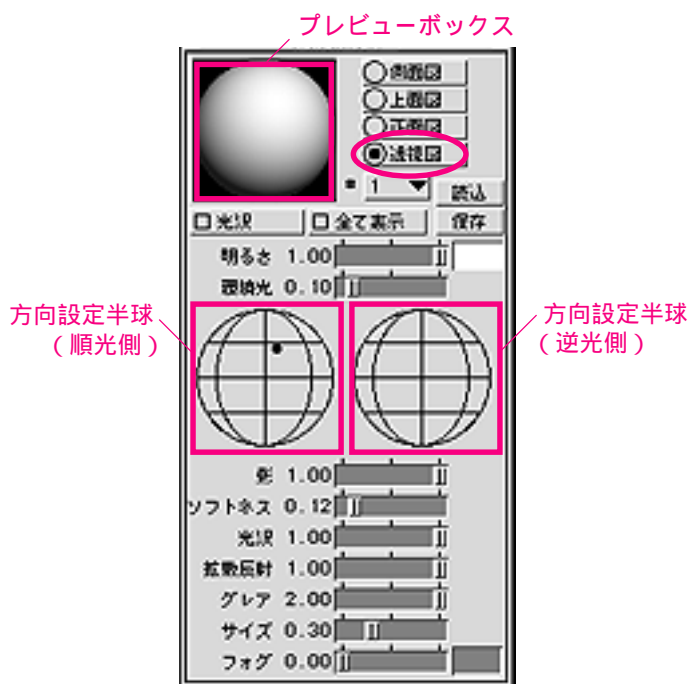 プレビューボックス
側面図
上面図
正面図
透視図
* 1
読込
光沢
全て表示
保存
明るさ 1.00
環境光 0.10
方向設定半球
(順光側)
方向設定半球
(逆光側)
影 1.00
ソフトネス 0.12
光沢 1.00
拡散反射 1.00
グレア 2.00
サイズ 0.30
フォグ 0.00